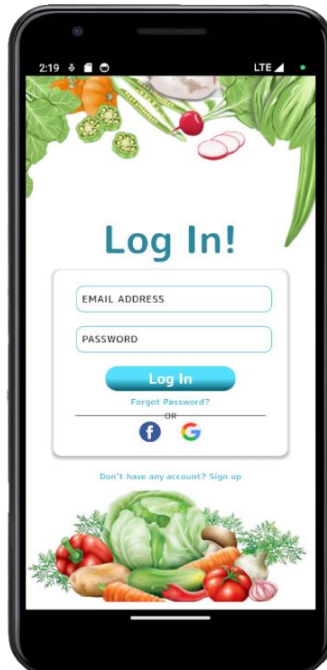 2:19 LTE
Log In!
EMAIL ADDRESS
PASSWORD
Log In
Forgot Password?
OR
Don't have any account? Sign up